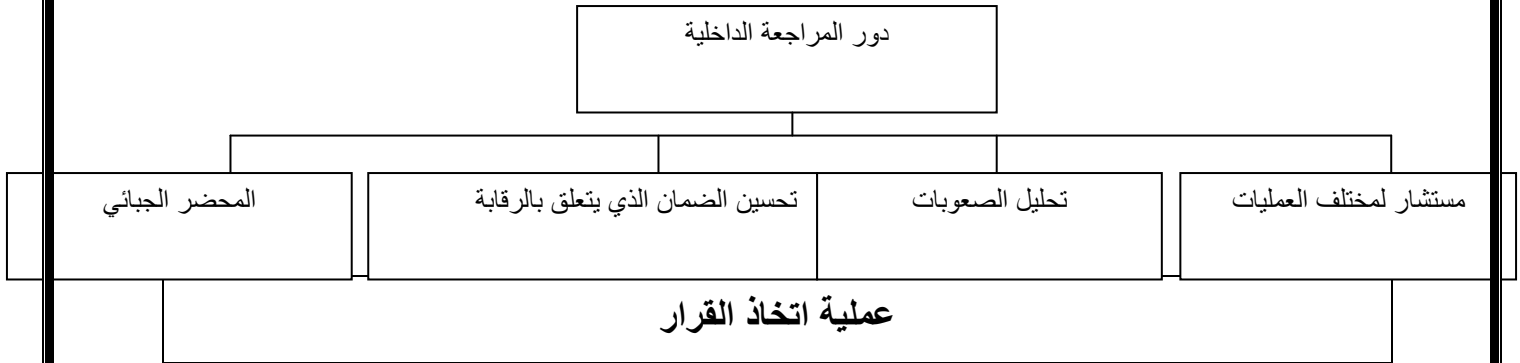 دور المراجعة الداخلية
مستشار لمختلف العمليات
تحليل الصعوبات
تحسين الضمان الذي يتعلق بالرقابة
المحضر الجبائي
عملية اتخاذ القرار